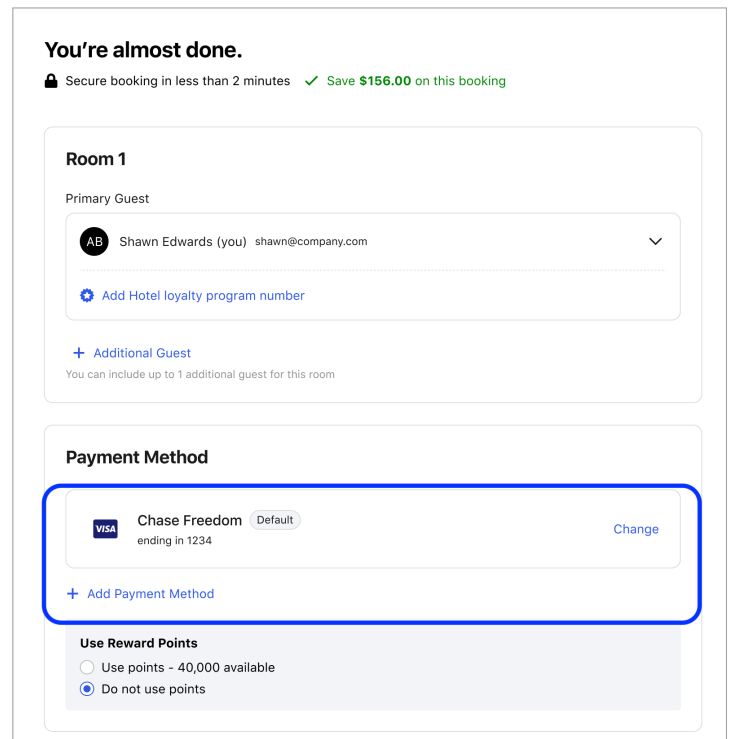 You’re almost done.
Secure booking in less than 2 minutes Save $156.00 on this booking
Room 1
Primary Guest
AB Shawn Edwards (you) shawn@company.com
Add Hotel loyalty program number
+ Additional Guest
You can include up to 1 additional guest for this room
Payment Method
VISA Chase Freedom Default
ending in 1234
Change
+ Add Payment Method
Use Reward Points
Use points - 40,000 available
Do not use points